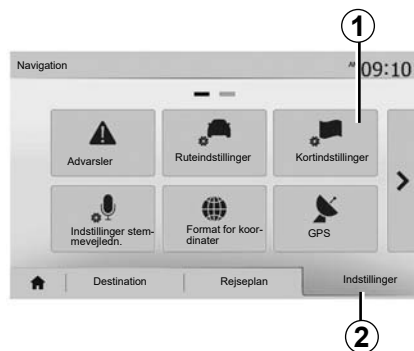 1
Navigation
AM 09:10
Advarsler
Ruteindstillinger
Kortindstillinger
Indstillinger stem-
mevejledn.
Format for koor-
dinater
GPS
Destination
Rejseplan
Indstillinger
2